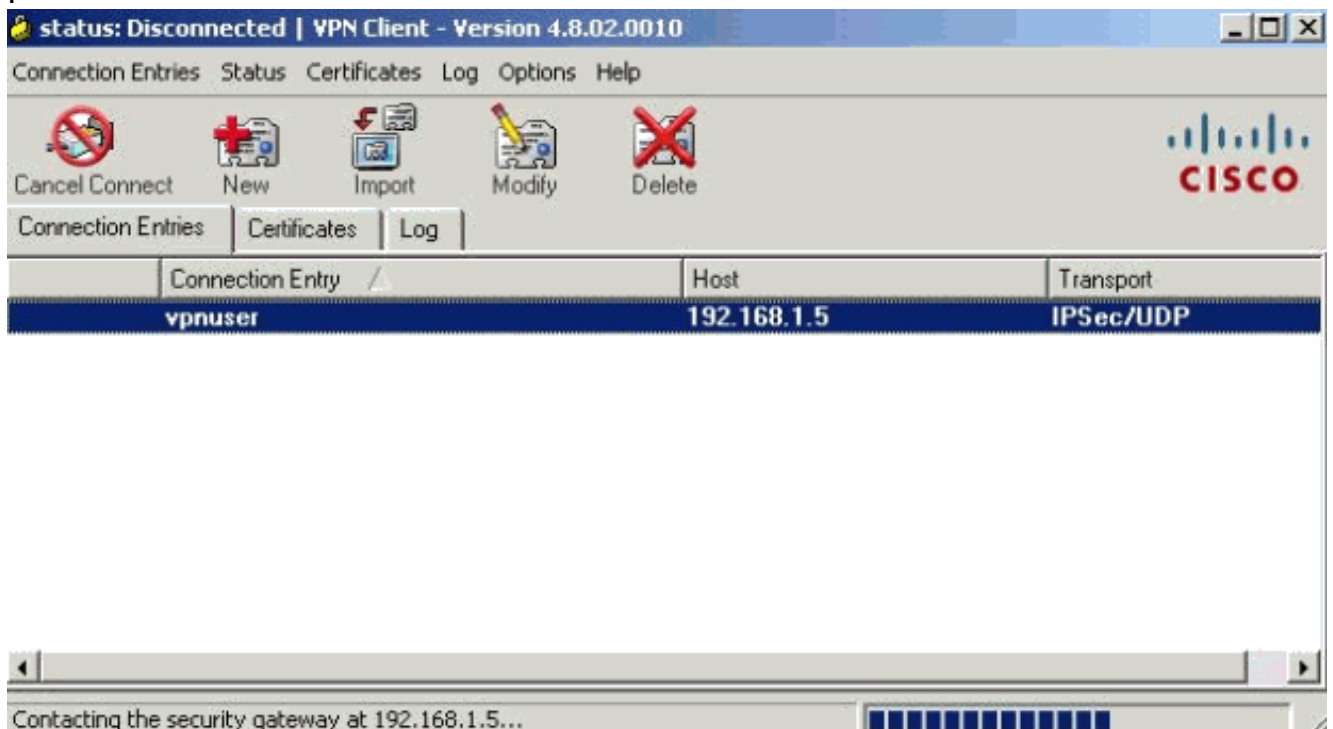 status: Disconnected | VPN Client - Version 4.8.02.0010
Connection Entries Status Certificates Log Options Help
Cancel Connect New Import Modify Delete
CISCO
Connection Entries Certificates Log
Connection Entry Host Transport
vpnuser 192.168.1.5 IPSec/UDP
Contacting the security gateway at 192.168.1.5...